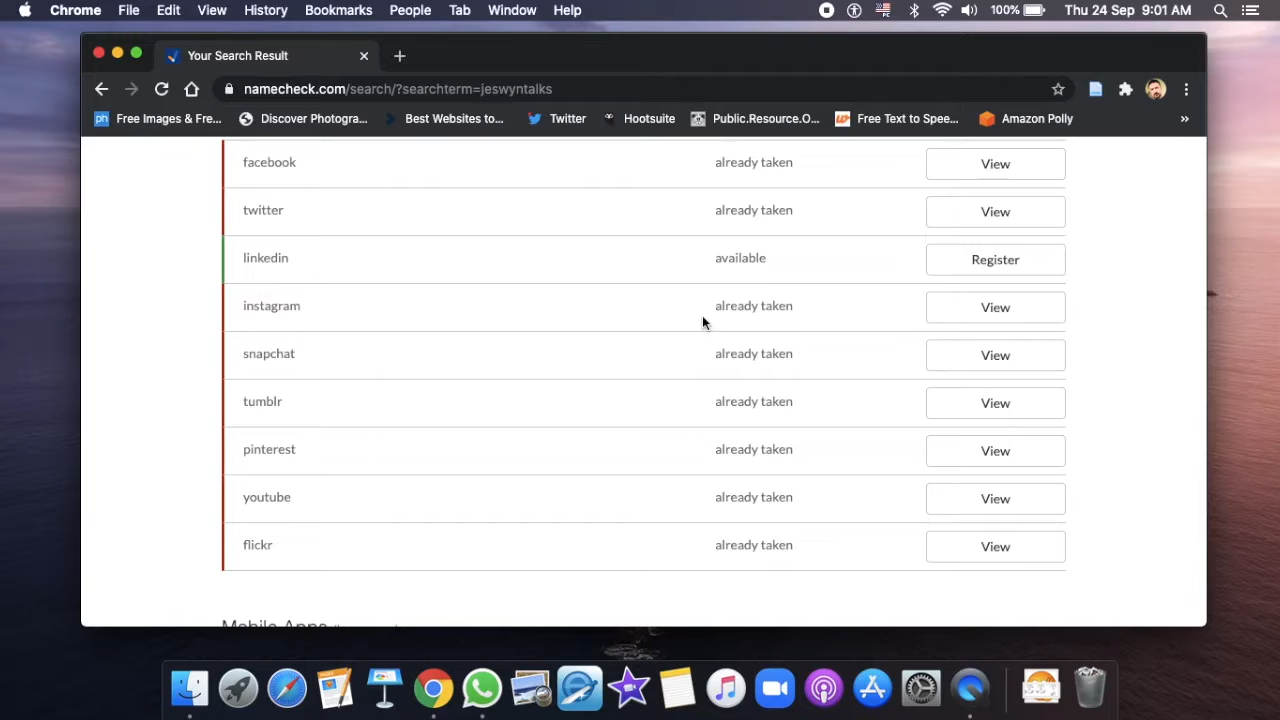 Chrome File Edit View History Bookmarks People Tab Window Help 100% Thu 24 Sep 9:01 AM
Your Search Result
namecheck.com/search/?searchterm=jeswyntalks
ph Free Images & Fre... Discover Photogra... Best Websites to... Twitter Hootsuite Public.Resource.O... Free Text to Spee... Amazon Polly »
facebook already taken View
twitter already taken View
linkedin available Register
instagram already taken View
snapchat already taken View
tumblr already taken View
pinterest already taken View
youtube already taken View
flickr already taken View
Mobile Apps